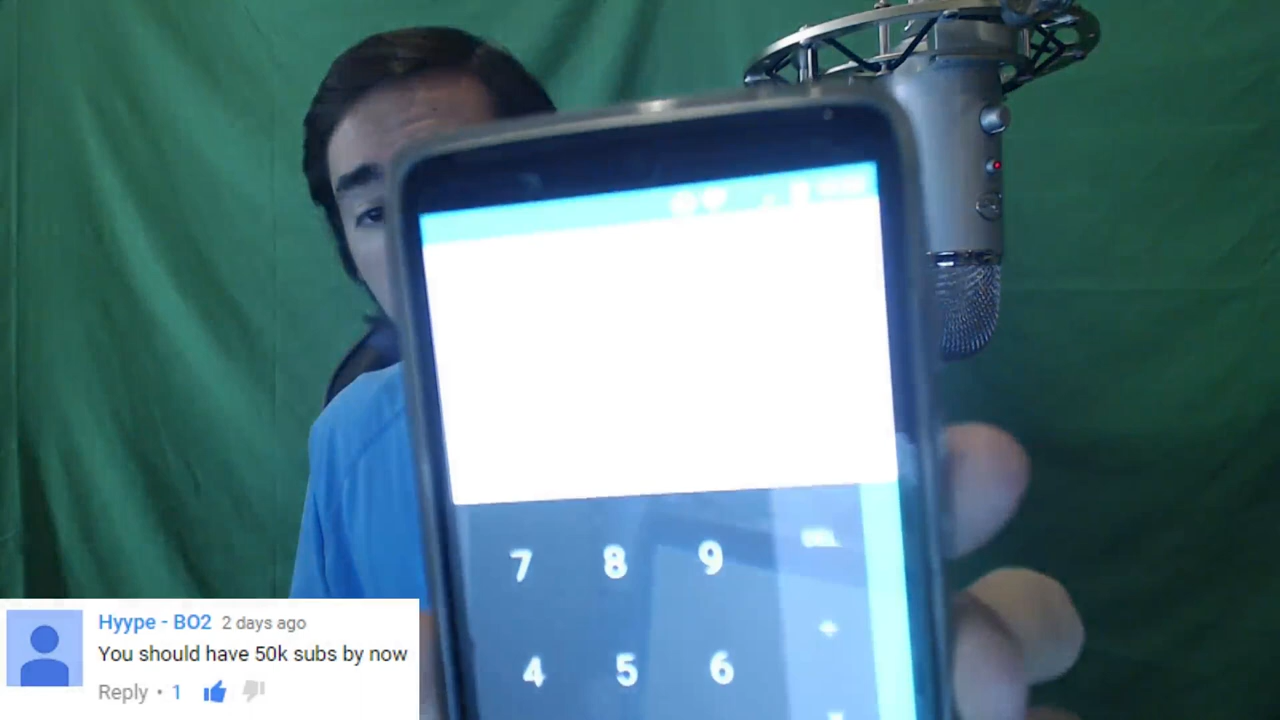 7 8 9 DEL
4 5 6 +
Hyype - BO2 2 days ago
You should have 50k subs by now
Reply • 1